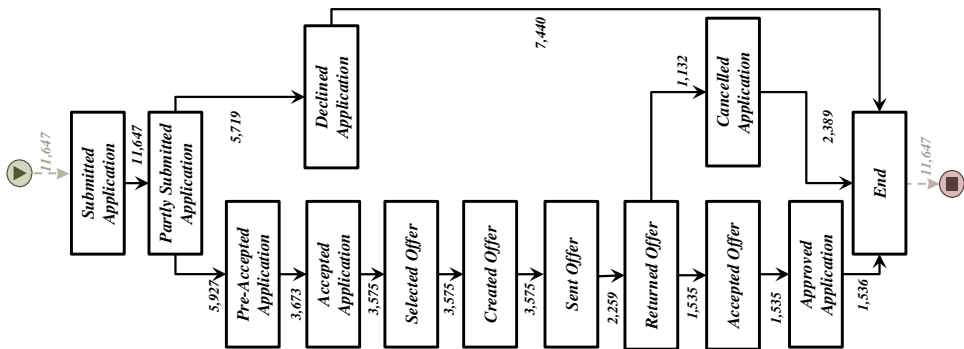 11,647
Submitted
Application
11,647
Partly Submitted
Application
5,719
Declined
Application
7,440
5,927
Pre-Accepted
Application
3,673
Accepted
Application
3,575
Selected Offer
3,575
Created Offer
3,575
Sent Offer
2,259
Returned Offer
1,132
Cancelled
Application
2,389
1,535
Accepted Offer
1,535
Approved
Application
1,536
End
11,647